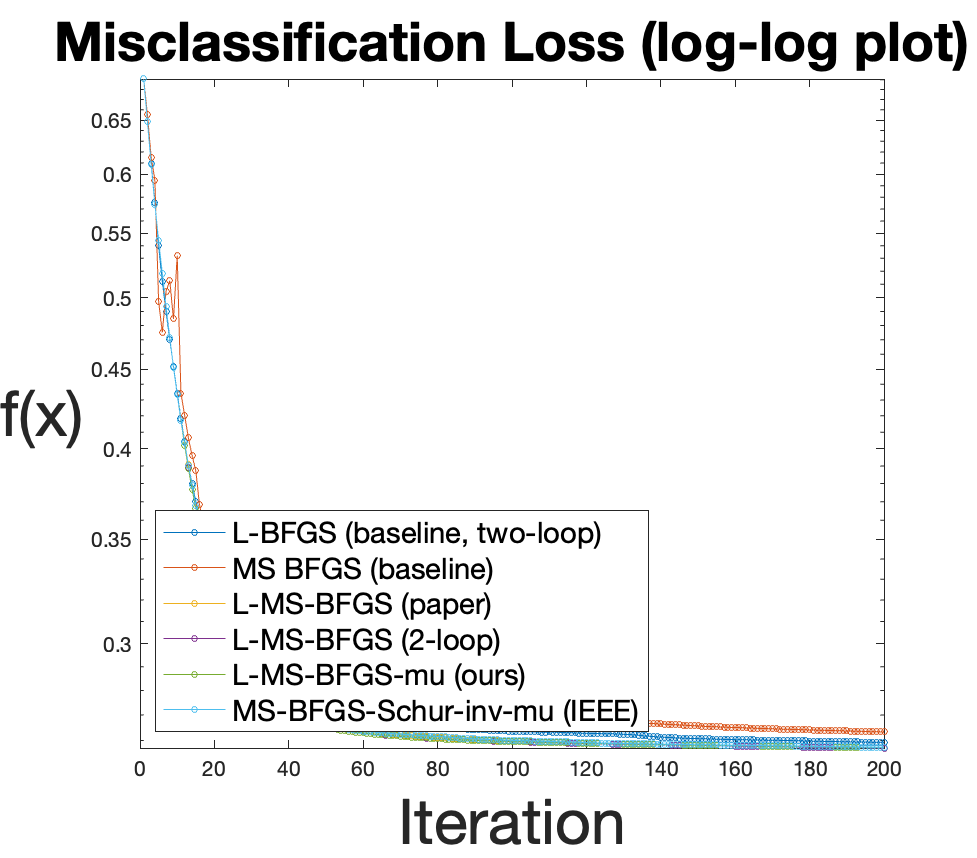 Misclassification Loss (log-log plot)
0.65
0.6
0.55
0.5
0.45
f(x)
0.4
0.35
0.3
L-BFGS (baseline, two-loop)
MS BFGS (baseline)
L-MS-BFGS (paper)
L-MS-BFGS (2-loop)
L-MS-BFGS-mu (ours)
MS-BFGS-Schur-inv-mu (IEEE)
0 20 40 60 80 100 120 140 160 180 200
Iteration